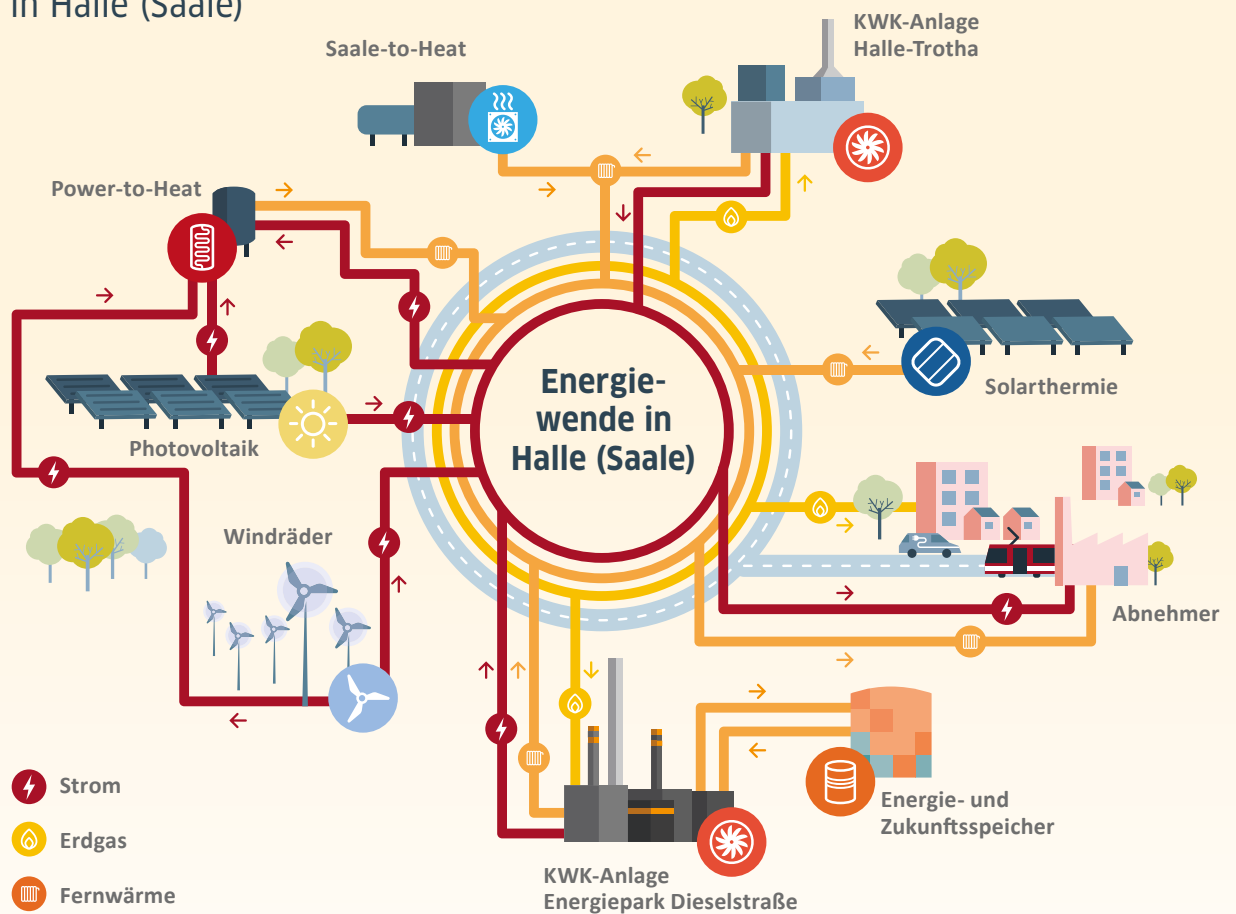 in Halle (Saale)
Saale-to-Heat
KWK-Anlage
Halle-Trotha
Power-to-Heat
Solarthermie
Energie-
wende in
Halle (Saale)
Photovoltaik
Windräder
Abnehmer
Strom
Erdgas
Fernwärme
Energie- und
Zukunftsspeicher
KWK-Anlage
Energiepark Dieselstraße